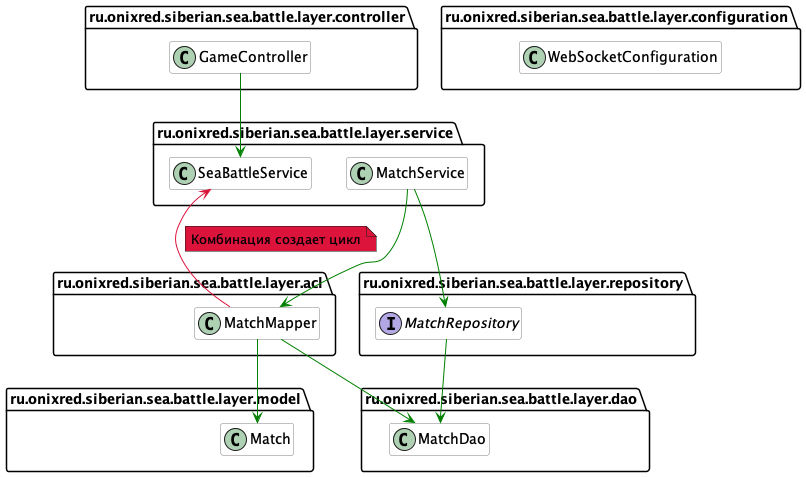 ru.onixred.siberian.sea.battle.layer.controller
C GameController
ru.onixred.siberian.sea.battle.layer.configuration
C WebSocketConfiguration
ru.onixred.siberian.sea.battle.layer.service
C SeaBattleService
C MatchService
Комбинация создает цикл
ru.onixred.siberian.sea.battle.layer.acl
C MatchMapper
ru.onixred.siberian.sea.battle.layer.repository
I MatchRepository
ru.onixred.siberian.sea.battle.layer.model
C Match
ru.onixred.siberian.sea.battle.layer.dao
C MatchDao